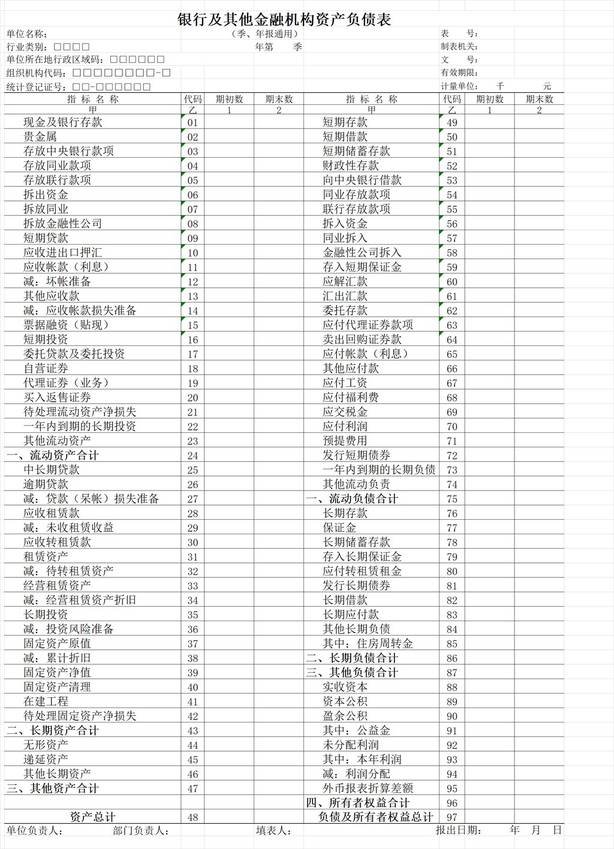 银行及其他金融机构资产负债表
单位名称： （季、年报通用） 表　号：
行业类别：□□□□ 年第　季 制表机关：
单位所在地行政区域码：□□□□□□ 文　号：
组织机构代码：□□□□□□□□-□ 有效期限：
统计登记证号：□□-□□□□□□ 计量单位：　千　元
指 标 名 称 代码 期初数 期末数 指 标 名 称 代码 期初数 期末数
甲 乙 1 2 甲 乙 1 2
现金及银行存款 01 短期存款 49
贵金属 02 短期借款 50
存放中央银行款项 03 短期储蓄存款 51
存放同业款项 04 财政性存款 52
存放联行款项 05 向中央银行借款 53
拆出资金 06 同业存放款项 54
拆放同业 07 联行存放款项 55
拆放金融性公司 08 拆入资金 56
短期贷款 09 同业拆入 57
应收进出口押汇 10 金融性公司拆入 58
应收帐款（利息） 11 存入短期保证金 59
减：坏帐准备 12 应解汇款 60
其他应收款 13 汇出汇款 61
减：应收帐款损失准备 14 委托存款 62
票据融资（贴现） 15 应付代理证券款项 63
短期投资 16 卖出回购证券款 64
委托贷款及委托投资 17 应付帐款（利息） 65
自营证券 18 其他应付款 66
代理证券（业务） 19 应付工资 67
买入返售证券 20 应付福利费 68
待处理流动资产净损失 21 应交税金 69
一年内到期的长期投资 22 应付利润 70
其他流动资产 23 预提费用 71
一、流动资产合计 24 发行短期债券 72
中长期贷款 25 一年内到期的长期负债 73
逾期贷款 26 其他流动负责 74
减：贷款（呆帐）损失准备 27 一、流动负债合计 75
应收租赁款 28 长期存款 76
减：未收租赁收益 29 保证金 77
应收转租赁款 30 长期储蓄存款 78
租赁资产 31 存入长期保证金 79
减：待转租赁资产 32 应付转租赁租金 80
经营租赁资产 33 发行长期债券 81
减：经营租赁资产折旧 34 长期借款 82
长期投资 35 长期应付款 83
减：投资风险准备 36 其他长期负债 84
固定资产原值 37 其中：住房周转金 85
减：累计折旧 38 二、长期负债合计 86
固定资产净值 39 三、其他负债合计 87
固定资产清理 40 实收资本 88
在建工程 41 资本公积 89
待处理固定资产净损失 42 盈余公积 90
二、长期资产合计 43 其中：公益金 91
无形资产 44 未分配利润 92
递延资产 45 其中：本年利润 93
其他长期资产 46 减：利润分配 94
三、其他资产合计 47 外币报表折算差额 95
四、所有者权益合计 96
资产总计 48 负债及所有者权益总计 97
单位负责人： 部门负责人： 填表人： 报出日期：　年　月　日